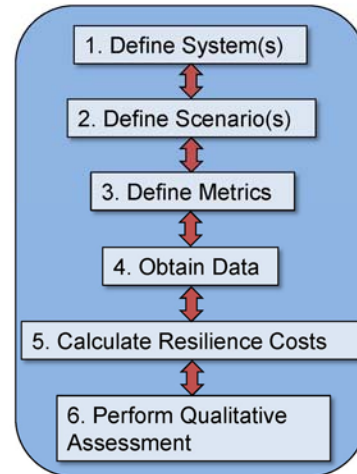 1. Define System(s)
2. Define Scenario(s)
3. Define Metrics
4. Obtain Data
5. Calculate Resilience Costs
6. Perform Qualitative
Assessment